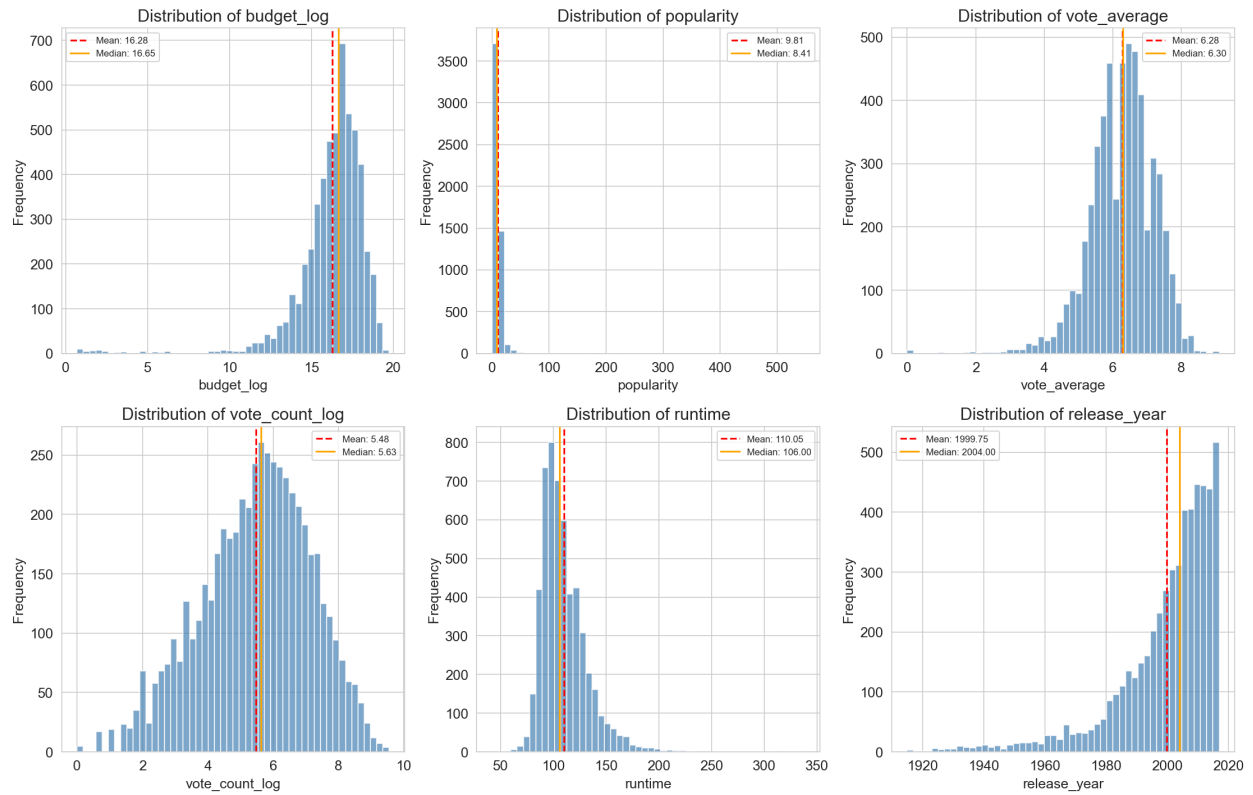 Distribution of budget_log
Mean: 16.28
Median: 16.65
700
600
500
400
300
200
100
0
Frequency
0
5
10
15
20
budget_log
Distribution of popularity
Mean: 9.81
Median: 8.41
3500
3000
2500
2000
1500
1000
500
0
Frequency
0
100
200
300
400
500
popularity
Distribution of vote_average
Mean: 6.28
Median: 6.30
500
400
300
200
100
0
Frequency
0
2
4
6
8
vote_average
Distribution of vote_count_log
Mean: 5.48
Median: 5.63
250
200
150
100
50
0
Frequency
0
2
4
6
8
10
vote_count_log
Distribution of runtime
Mean: 110.05
Median: 106.00
800
700
600
500
400
300
200
100
0
Frequency
50
100
150
200
250
300
350
runtime
Distribution of release_year
Mean: 1999.75
Median: 2004.00
500
400
300
200
100
0
Frequency
1920
1940
1960
1980
2000
2020
release_year